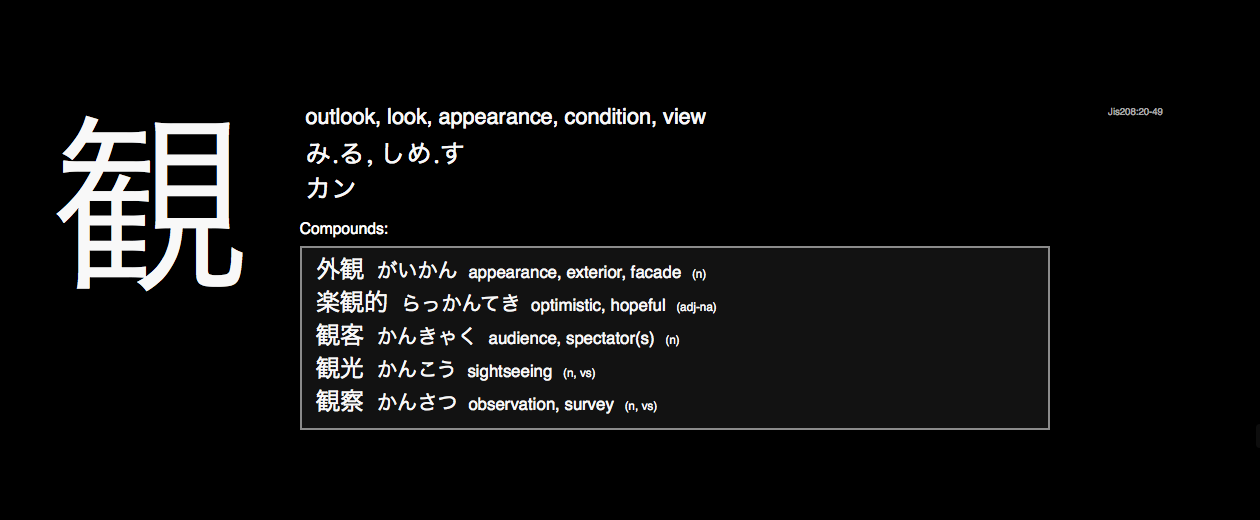 観
outlook, look, appearance, condition, view
み.る, しめ.す
カン
Jis208:20-49
Compounds:
外観 がいかん appearance, exterior, facade (n)
楽観的 らっかんてき optimistic, hopeful (adj-na)
観客 かんきゃく audience, spectator(s) (n)
観光 かんこう sightseeing (n, vs)
観察 かんさつ observation, survey (n, vs)